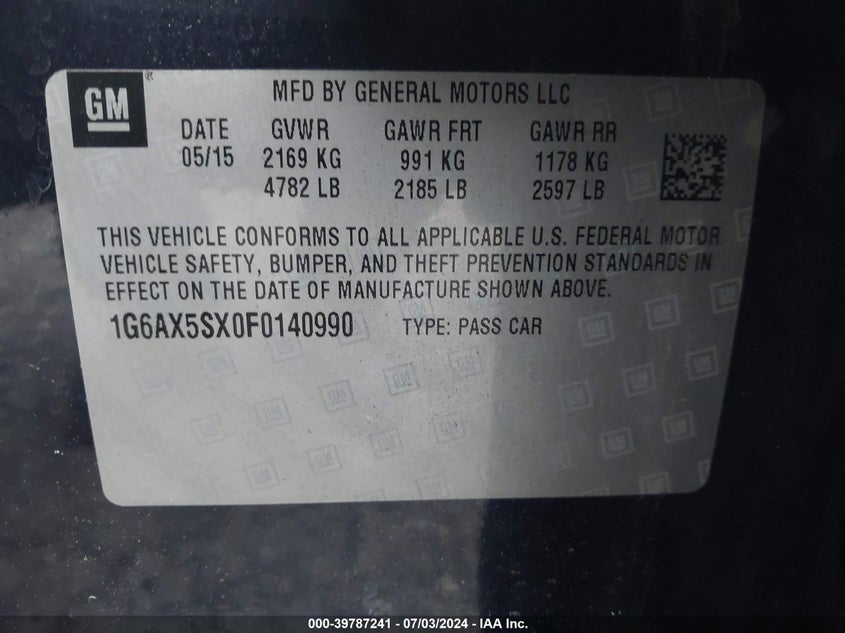 GM
MFD BY GENERAL MOTORS LLC
DATE GVWR GAWR FRT GAWR RR
05/15 2169 KG 991 KG 1178 KG
4782 LB 2185 LB 2597 LB
THIS VEHICLE CONFORMS TO ALL APPLICABLE U.S. FEDERAL MOTOR
VEHICLE SAFETY, BUMPER, AND THEFT PREVENTION STANDARDS IN
EFFECT ON THE DATE OF MANUFACTURE SHOWN ABOVE.
1G6AX5SX0F0140990 TYPE: PASS CAR
000-39787241 - 07/03/2024 - IAA Inc.